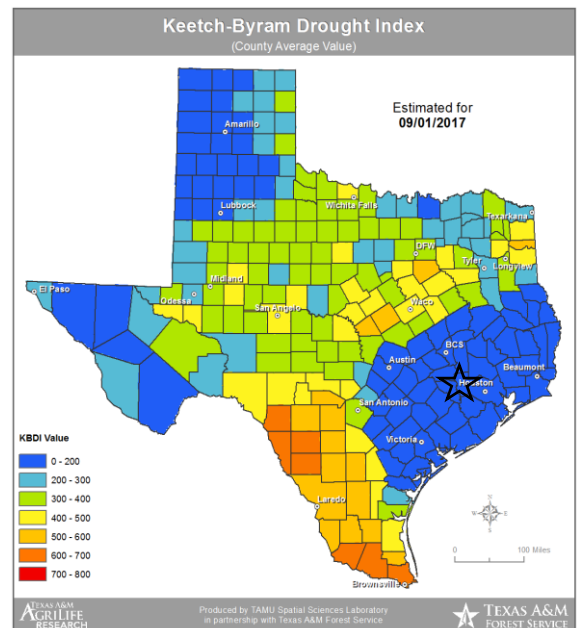 Keetch-Byram Drought Index
(County Average Value)
Estimated for
09/01/2017
Amarillo
Lubbock
Wichita Falls
Texarkana
DFW
Tyler
Longview
El Paso
Midland
Odessa
San Angelo
Waco
BCS
Austin
Beaumont
Houston
San Antonio
Victoria
Laredo
Brownsville
KBDI Value
0 - 200
200 - 300
300 - 400
400 - 500
500 - 600
600 - 700
700 - 800
N
W
E
S
0 100 Miles
TEXAS A&M
AGRILIFE
RESEARCH
Produced by TAMU Spatial Sciences Laboratory
in partnership with Texas A&M Forest Service
TEXAS A&M
FOREST SERVICE